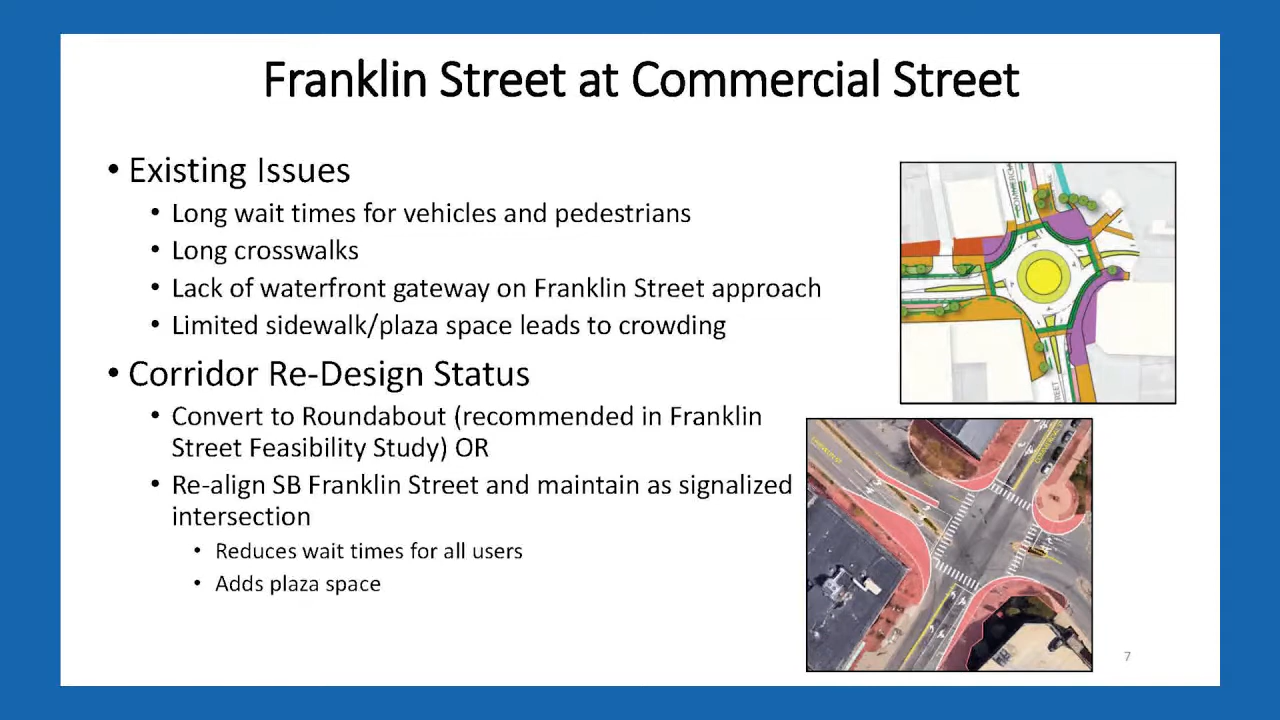 Franklin Street at Commercial Street
• Existing Issues
• Long wait times for vehicles and pedestrians
• Long crosswalks
• Lack of waterfront gateway on Franklin Street approach
• Limited sidewalk/plaza space leads to crowding
• Corridor Re-Design Status
• Convert to Roundabout (recommended in Franklin
Street Feasibility Study) OR
• Re-align SB Franklin Street and maintain as signalized
intersection
• Reduces wait times for all users
• Adds plaza space
7